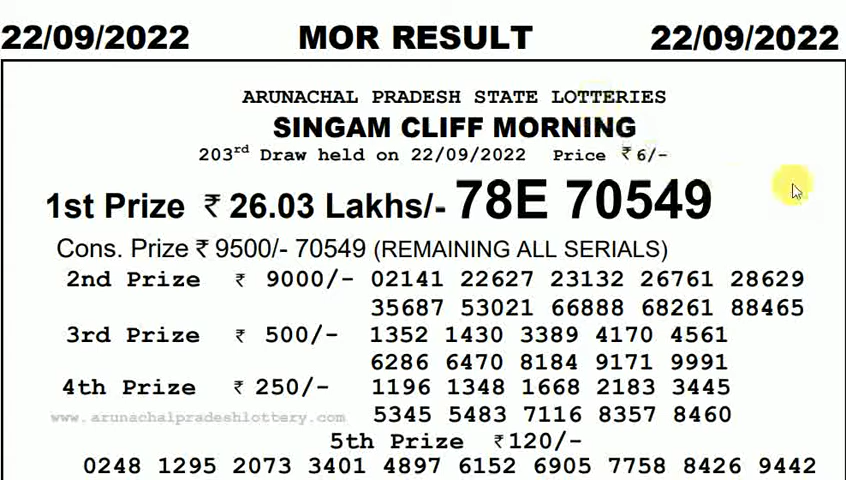 22/09/2022 MOR RESULT 22/09/2022
ARUNACHAL PRADESH STATE LOTTERIES
SINGAM CLIFF MORNING
203rd Draw held on 22/09/2022 Price ₹6/-
1st Prize ₹ 26.03 Lakhs/- 78E 70549
Cons. Prize ₹ 9500/- 70549 (REMAINING ALL SERIALS)
2nd Prize ₹ 9000/- 02141 22627 23132 26761 28629
35687 53021 66888 68261 88465
3rd Prize ₹ 500/- 1352 1430 3389 4170 4561
6286 6470 8184 9171 9991
4th Prize ₹ 250/- 1196 1348 1668 2183 3445
www.arunachalpradeshlottery.com 5345 5483 7116 8357 8460
5th Prize ₹120/-
0248 1295 2073 3401 4897 6152 6905 7758 8426 9442